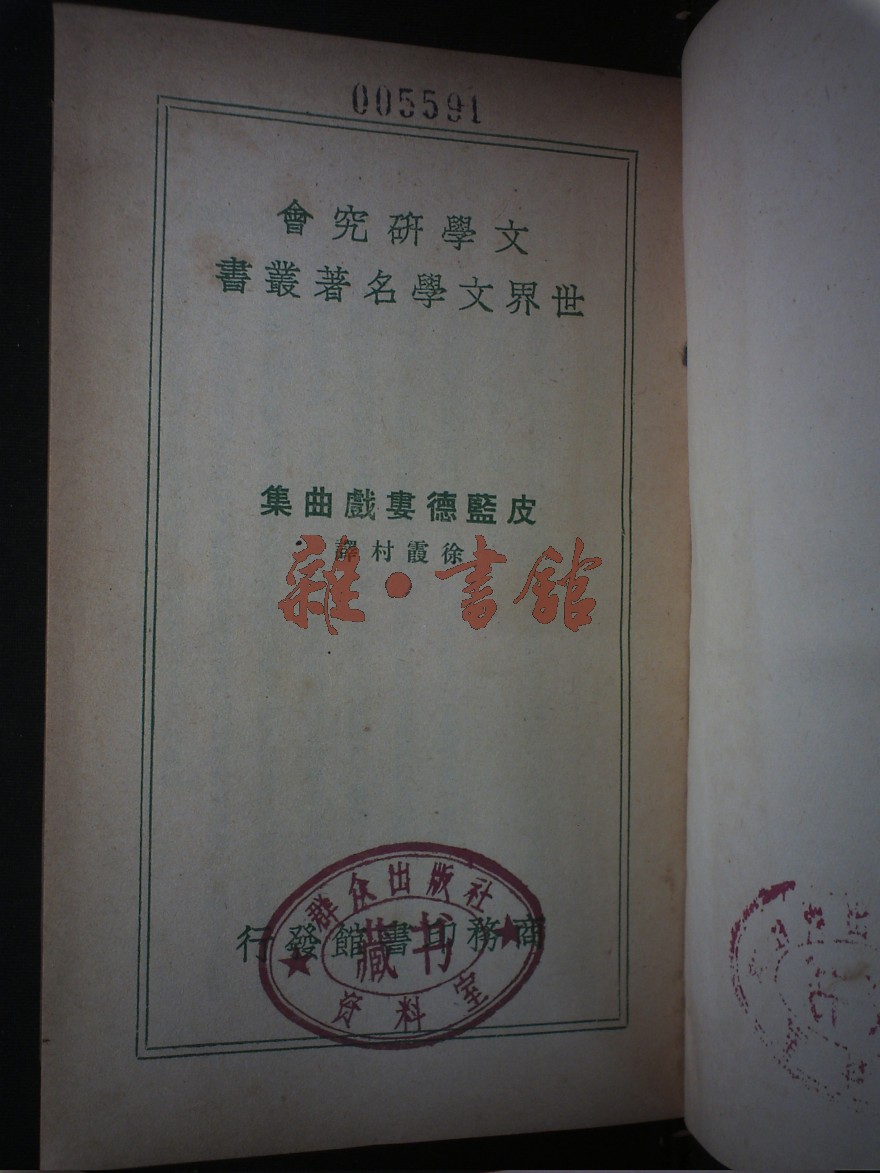 005591
文學硏究會
世界文學名著叢書
皮藍德婁戲曲集
徐霞村譯
雜·書舘
商務印書館發行
群众出版社
藏书
资料室